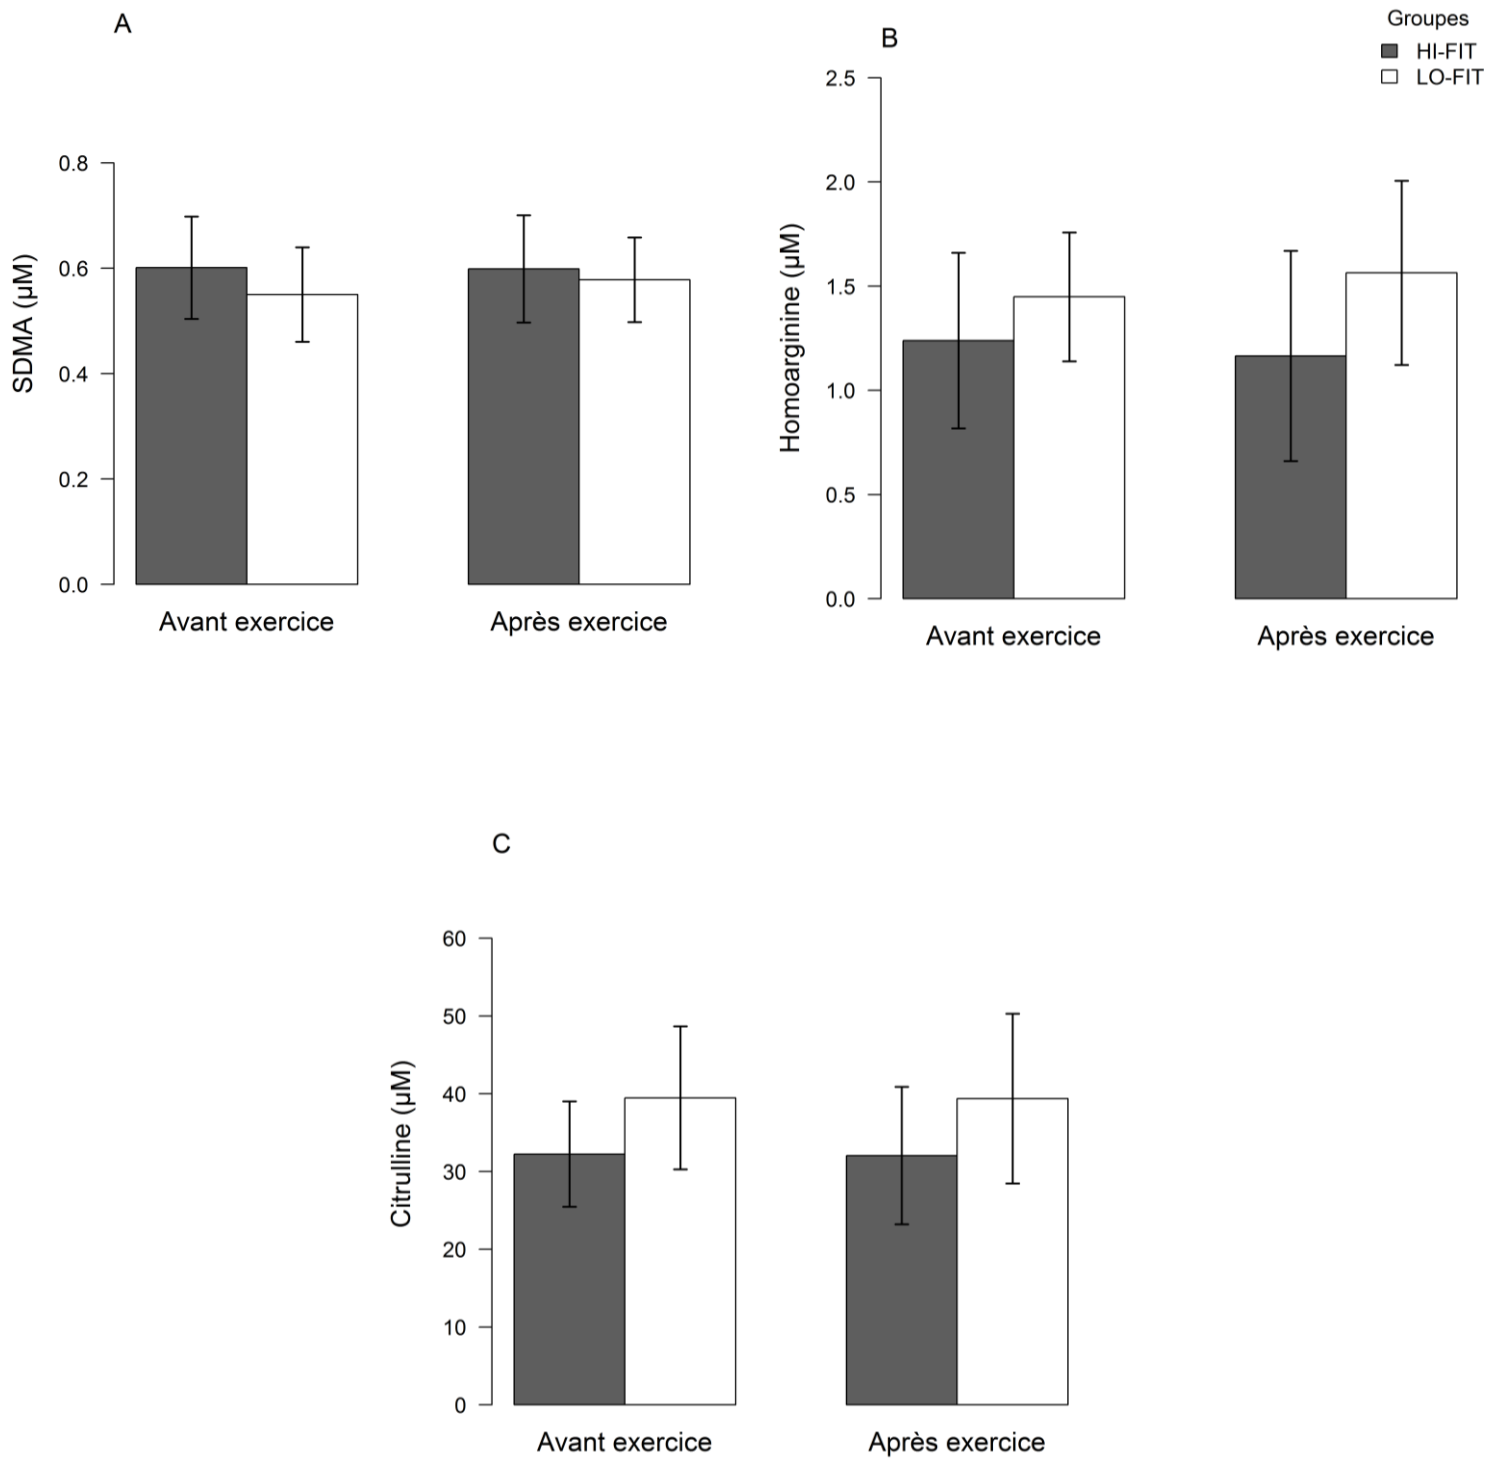 A
SDMA (µM)
0.8
0.6
0.4
0.2
0.0
Avant exercice
Après exercice
B
Groupes
HI-FIT
LO-FIT
Homoarginine (µM)
2.5
2.0
1.5
1.0
0.5
0.0
Avant exercice
Après exercice
C
Citrulline (µM)
60
50
40
30
20
10
0
Avant exercice
Après exercice